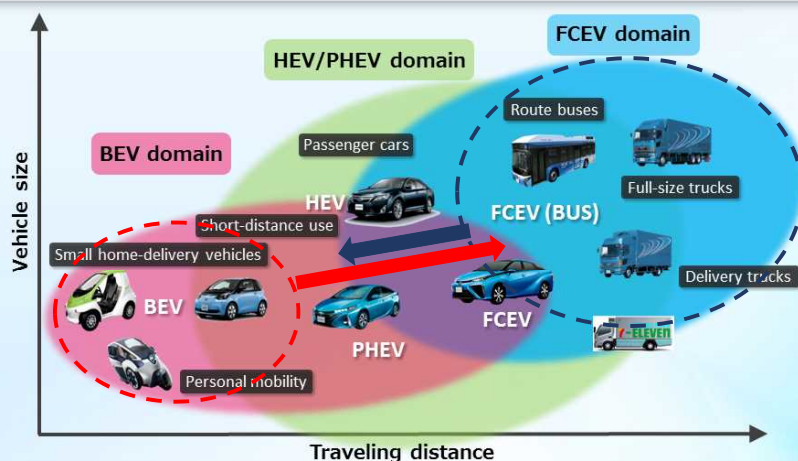 FCEV domain
HEV/PHEV domain
BEV domain
Route buses
Passenger cars
Full-size trucks
HEV
FCEV (BUS)
Short-distance use
Small home-delivery vehicles
Delivery trucks
BEV
FCEV
PHEV
Personal mobility
ELEVEN
Vehicle size
Traveling distance